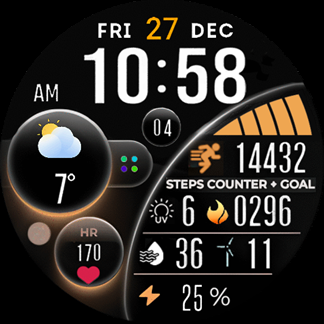 FRI 27 DEC
10:58
AM
04
14432
STEPS COUNTER + GOAL
7°
UV 6 0296
HR
170
36 11
25 %